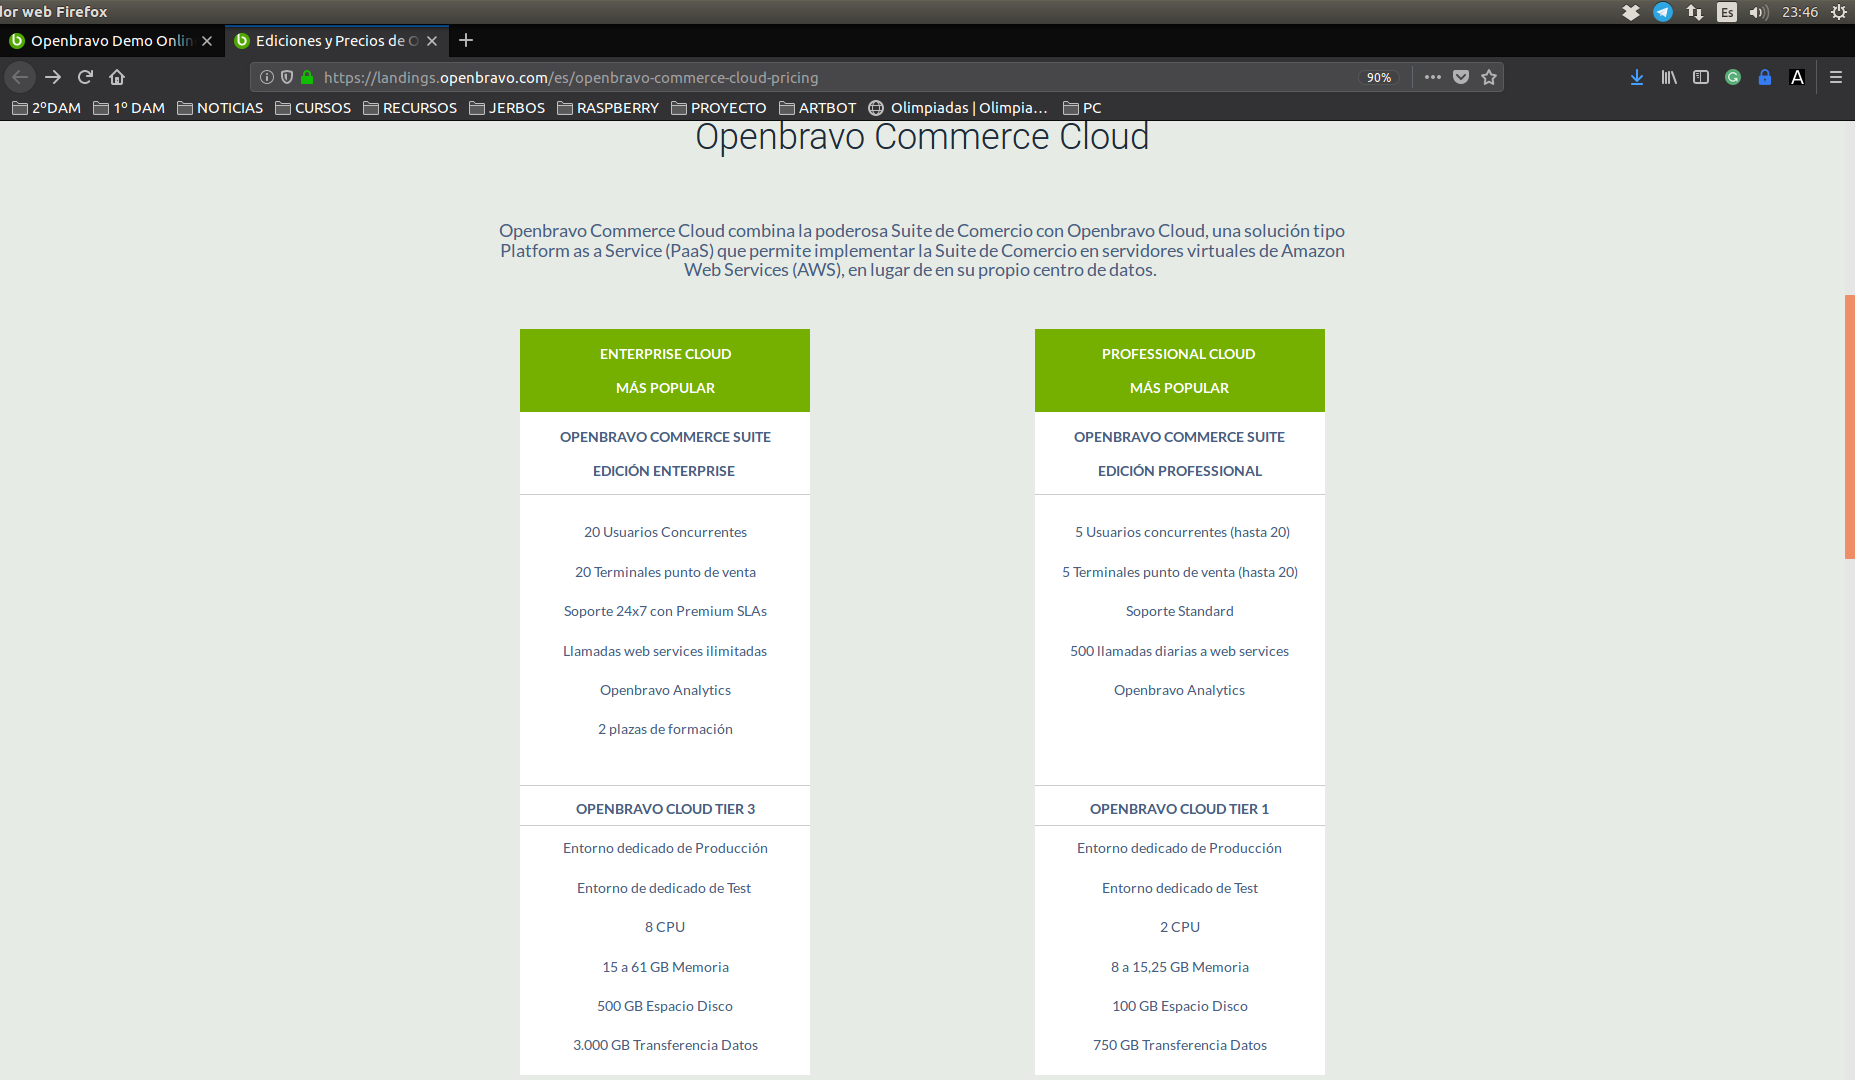 dor web Firefox
Es
23:46
Openbravo Demo Onlin
Ediciones y Precios de O
https://landings.openbravo.com/es/openbravo-commerce-cloud-pricing
90%
A
2ºDAM
1º DAM
NOTICIAS
CURSOS
RECURSOS
JERBOS
RASPBERRY
PROYECTO
ARTBOT
Olimpiadas | Olimpia...
PC
Openbravo Commerce Cloud
Openbravo Commerce Cloud combina la poderosa Suite de Comercio con Openbravo Cloud, una solución tipo
Platform as a Service (PaaS) que permite implementar la Suite de Comercio en servidores virtuales de Amazon
Web Services (AWS), en lugar de en su propio centro de datos.
ENTERPRISE CLOUD
MÁS POPULAR
OPENBRAVO COMMERCE SUITE
EDICIÓN ENTERPRISE
20 Usuarios Concurrentes
20 Terminales punto de venta
Soporte 24x7 con Premium SLAs
Llamadas web services ilimitadas
Openbravo Analytics
2 plazas de formación
OPENBRAVO CLOUD TIER 3
Entorno dedicado de Producción
Entorno de dedicado de Test
8 CPU
15 a 61 GB Memoria
500 GB Espacio Disco
3.000 GB Transferencia Datos
PROFESSIONAL CLOUD
MÁS POPULAR
OPENBRAVO COMMERCE SUITE
EDICIÓN PROFESSIONAL
5 Usuarios concurrentes (hasta 20)
5 Terminales punto de venta (hasta 20)
Soporte Standard
500 llamadas diarias a web services
Openbravo Analytics
OPENBRAVO CLOUD TIER 1
Entorno dedicado de Producción
Entorno dedicado de Test
2 CPU
8 a 15,25 GB Memoria
100 GB Espacio Disco
750 GB Transferencia Datos